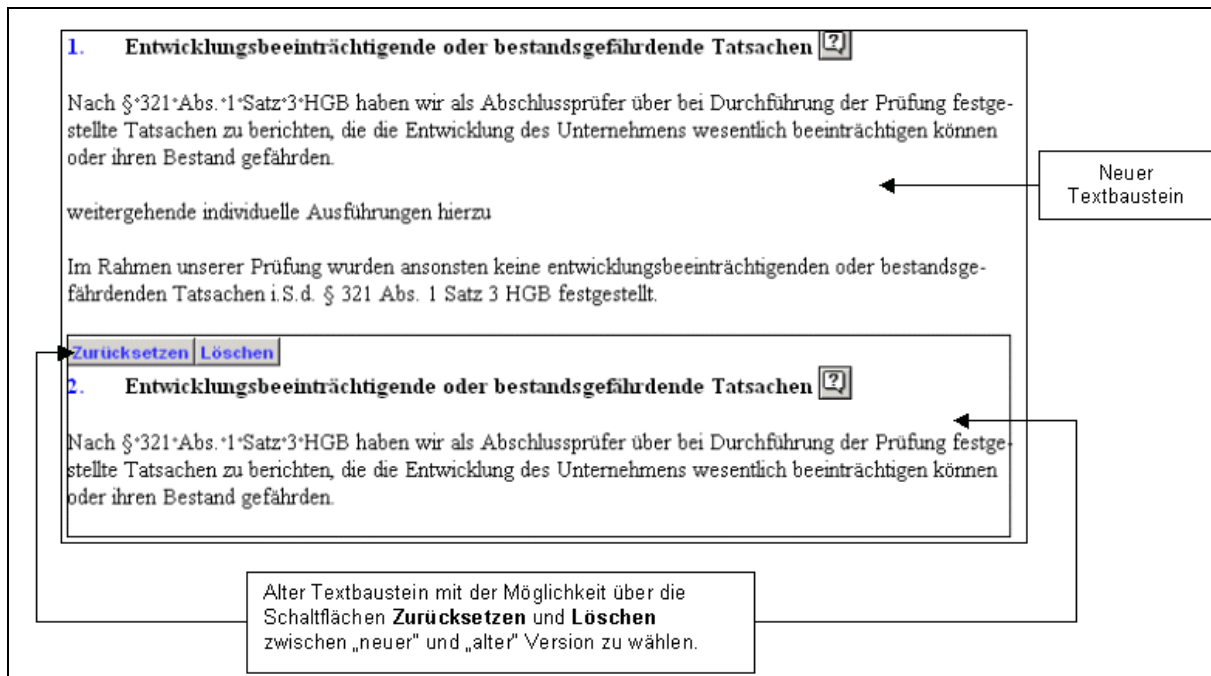 1. Entwicklungsbeeinträchtigende oder bestandsgefährdende Tatsachen
Nach §°321°Abs.°1°Satz°3°HGB haben wir als Abschlussprüfer über bei Durchführung der Prüfung festge-
stellte Tatsachen zu berichten, die die Entwicklung des Unternehmens wesentlich beeinträchtigen können
oder ihren Bestand gefährden.
Neuer
Textbaustein
weitergehende individuelle Ausführungen hierzu
Im Rahmen unserer Prüfung wurden ansonsten keine entwicklungsbeeinträchtigenden oder bestandsge-
fährdenden Tatsachen i.S.d. § 321 Abs. 1 Satz 3 HGB festgestellt.
Zurücksetzen Löschen
2. Entwicklungsbeeinträchtigende oder bestandsgefährdende Tatsachen
Nach §°321°Abs.°1°Satz°3°HGB haben wir als Abschlussprüfer über bei Durchführung der Prüfung festge-
stellte Tatsachen zu berichten, die die Entwicklung des Unternehmens wesentlich beeinträchtigen können
oder ihren Bestand gefährden.
Alter Textbaustein mit der Möglichkeit über die
Schaltflächen Zurücksetzen und Löschen
zwischen „neuer" und „alter" Version zu wählen.